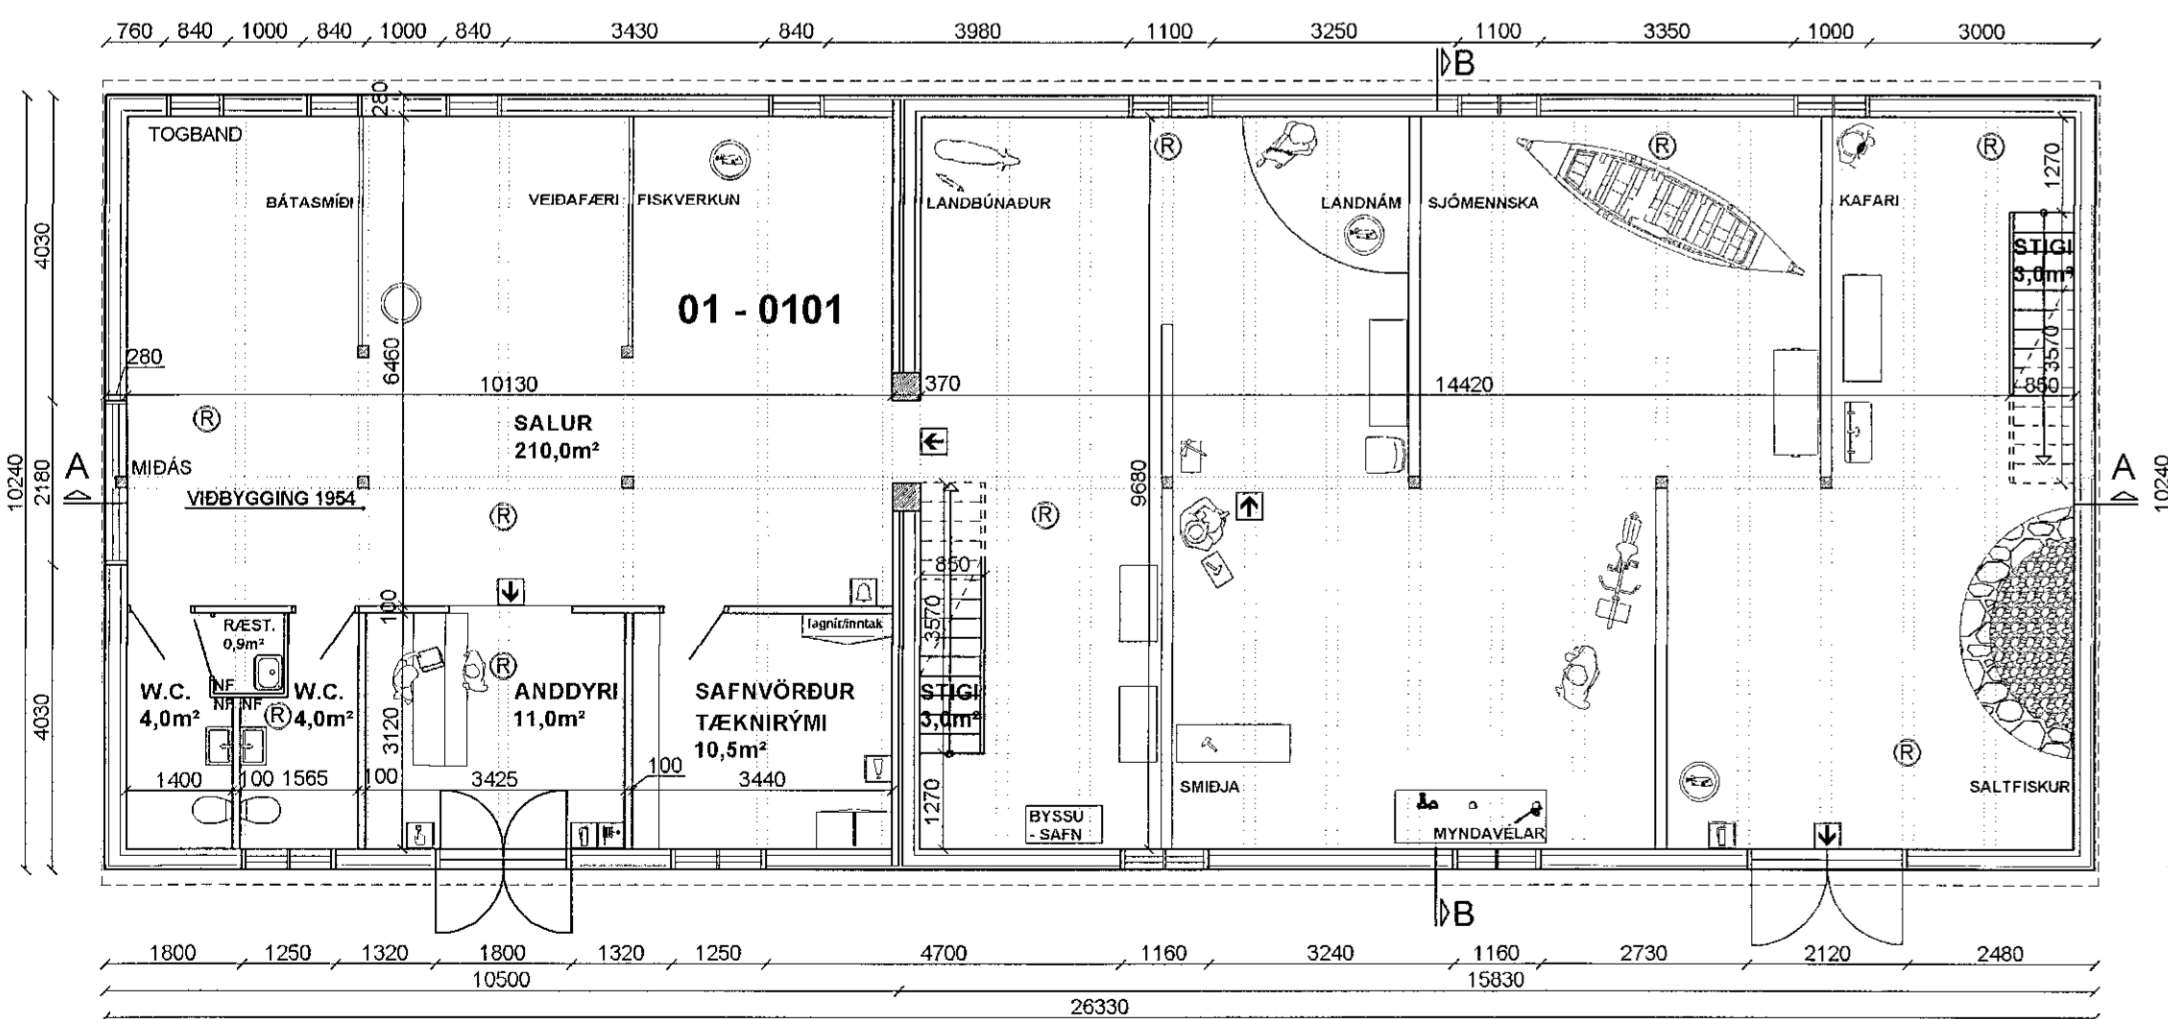 760 840 1000 840 1000 840 3430 840 3980 1100 3250 1100 3350 1000 3000
B
280
TOGBAND
R R R
1270
BÁTASMÍÐI VEIÐAFÆRI FISKVERKUN LANDBÚNAÐUR LANDNÁM SJÓMENNSKA KAFARI
4030
STIGI
3,0m²
01 - 0101
280 6460 3570
10130 370 14420 850
R
SALUR
210,0m²
10240 2180 A MIÐÁS 9680 A 10240
VIÐBYGGING 1954
R R
850
100
RÆST.
0,9m²
lagnir/inntak
3570
R
NF
W.C. W.C. ANDDYRI SAFNVÖRÐUR STIGI
4,0m² R 4,0m² 11,0m² TÆKNIRÝMI 3,0m²
NF NF
10,5m²
4030 3120 R
1400 100 1565 100 3425 100 3440
1270 SMIÐJA SALTFISKUR
BYSSU
- SAFN
MYNDAVÉLAR
B
1800 1250 1320 1800 1320 1250 4700 1160 3240 1160 2730 2120 2480
10500 15830
26330